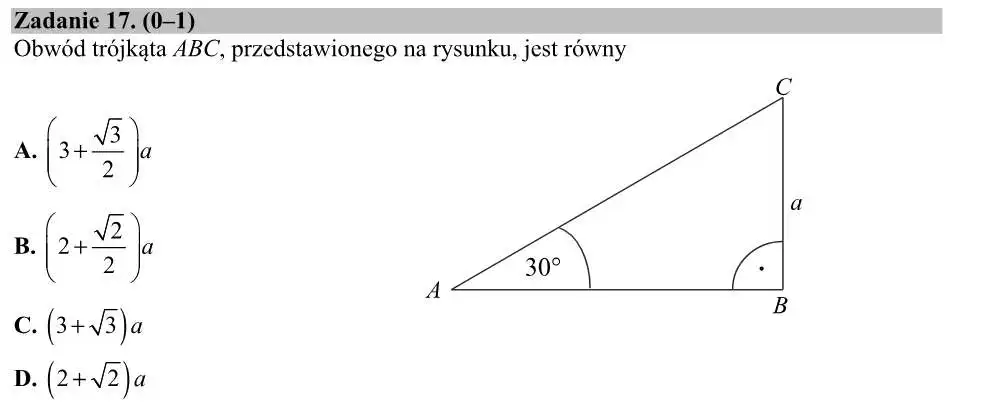 Zadanie 17. (0–1)
Obwód trójkąta ABC, przedstawionego na rysunku, jest równy
A. (3+√3/2)a
B. (2+√2/2)a
C. (3+√3)a
D. (2+√2)a
C
a
30°
A
B